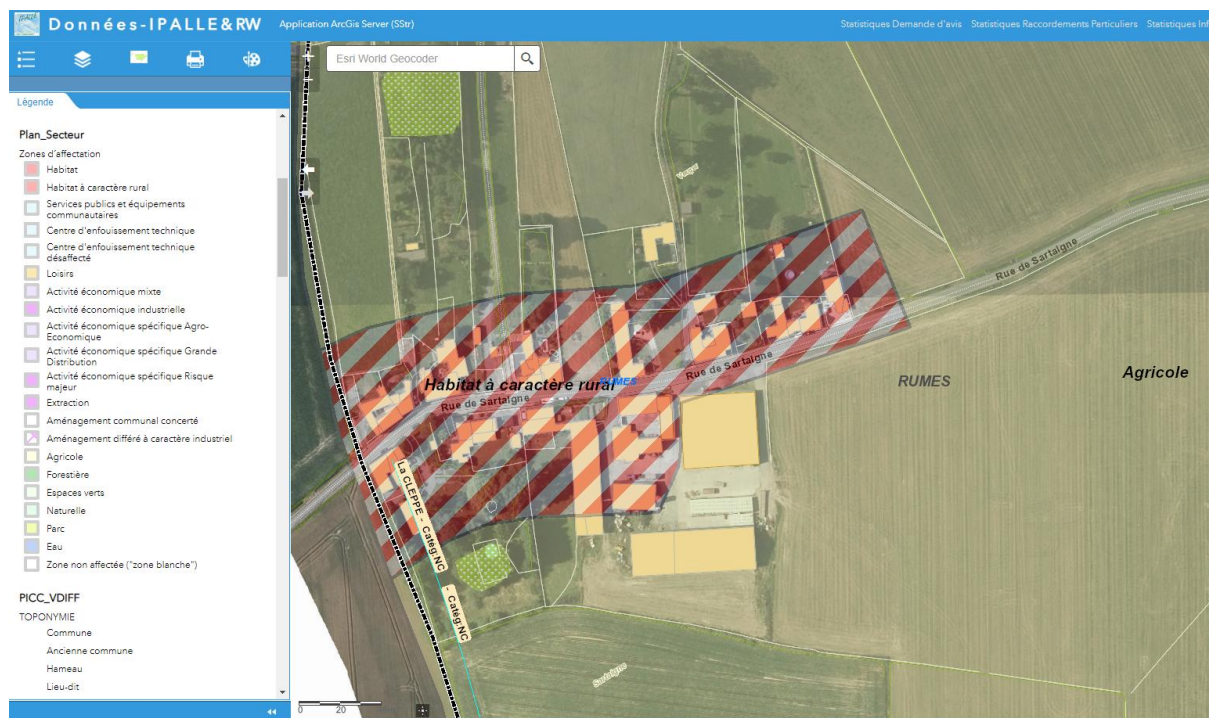 IPALLE
Données-IPALLE&RW
Application ArcGis Server (SStr)
Statistiques Demande d'avis Statistiques Raccordements Particuliers Statistiques Inf
Esri World Geocoder
Légende
Plan_Secteur
Zones d'affectation
Habitat
Habitat à caractère rural
Services publics et équipements
communautaires
Centre d'enfouissement technique
Centre d'enfouissement technique
désaffecté
Loisirs
Activité économique mixte
Activité économique industrielle
Activité économique spécifique Agro-
Economique
Activité économique spécifique Grande
Distribution
Activité économique spécifique Risque
majeur
Extraction
Aménagement communal concerté
Aménagement différé à caractère industriel
Agricole
Forestière
Espaces verts
Naturelle
Parc
Eau
Zone non affectée ("zone blanche")
PICC_VDIFF
TOPONYMIE
Commune
Ancienne commune
Hameau
Lieu-dit
Verger
Rue de Sartaigne
Rue de Sartaigne
Habitat à caractère rural
RUMES
Rue de Sartaigne
RUMES
Agricole
La CLEPPE - Catég:NC
- Catég:NC
Sartaigne
0 20